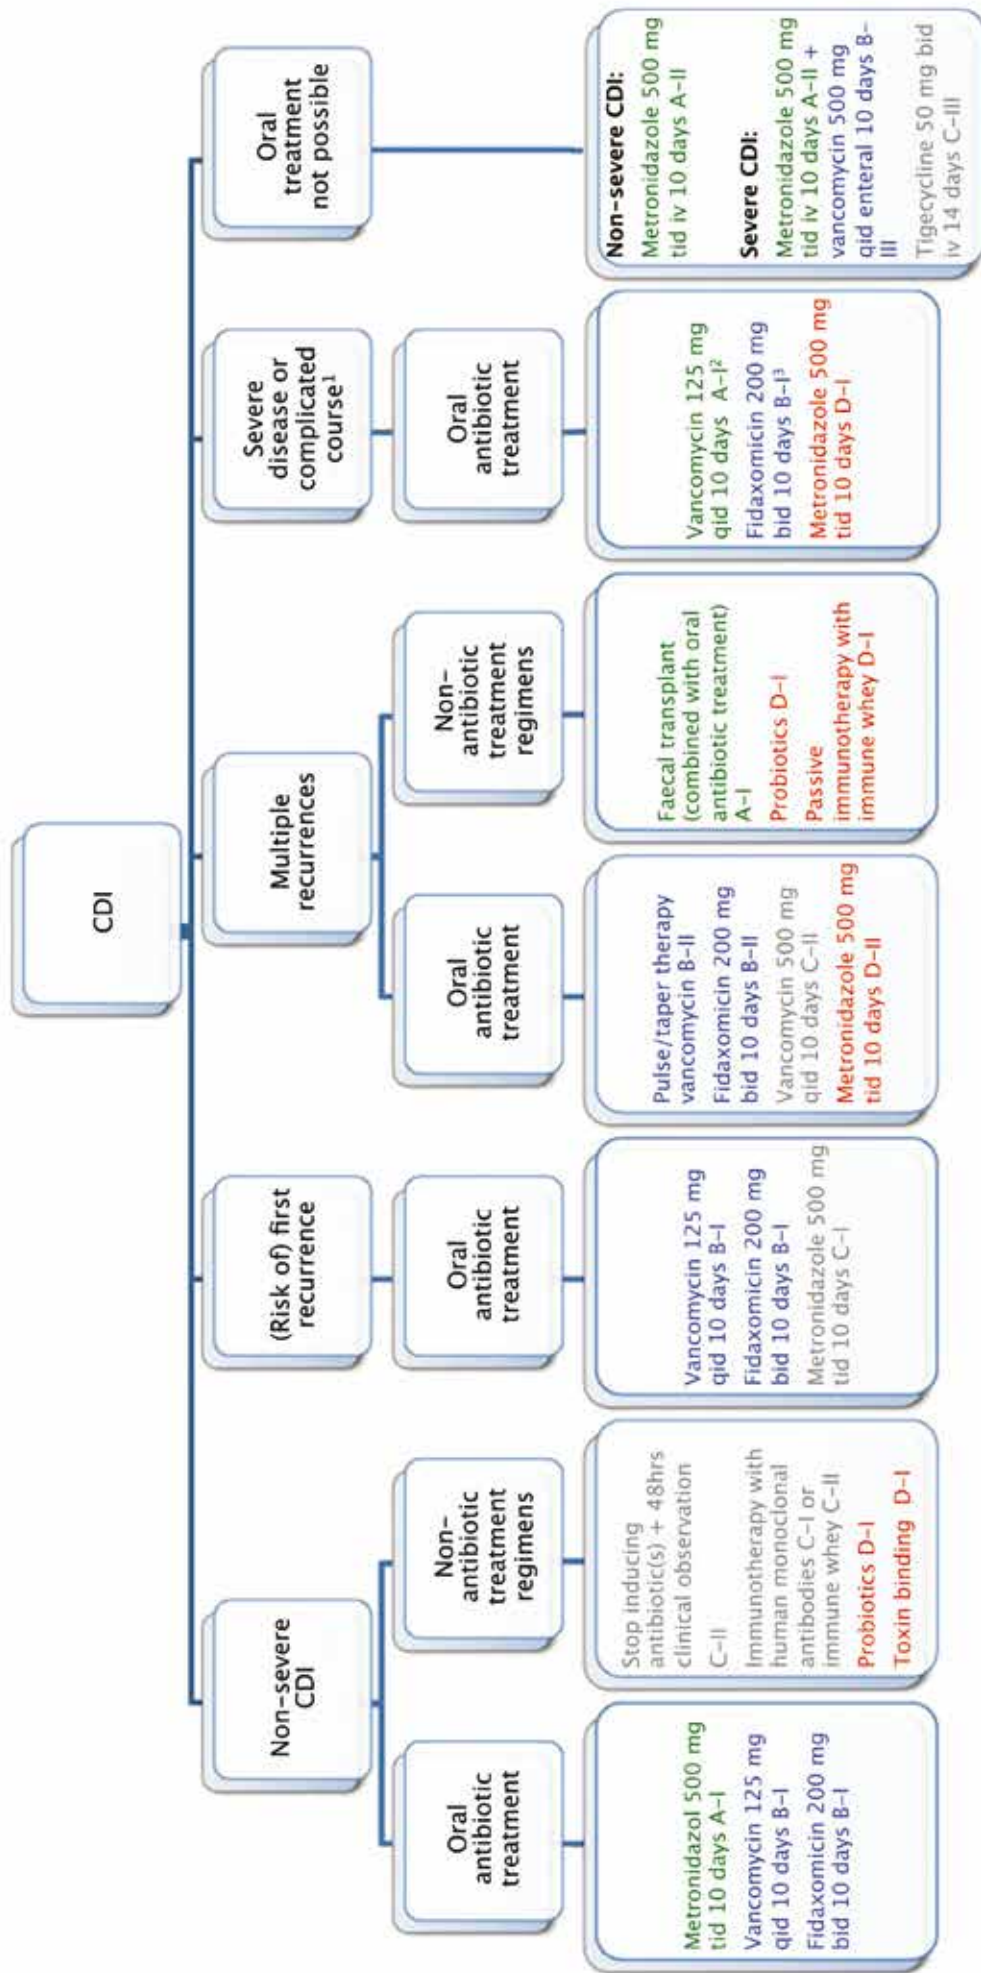 CDI
Non-severe
CDI
Oral
antibiotic
treatment
Metronidazol 500 mg
tid 10 days A-I
Vancomycin 125 mg
qid 10 days B-I
Fidaxomicin 200 mg
bid 10 days B-I
Non-
antibiotic
treatment
regimens
Stop inducing
antibiotic(s) + 48hrs
clinical observation
C-II
Immunotherapy with
human monoclonal
antibodies C-I or
immune whey C-II
Probiotics D-I
Toxin binding D-I
(Risk of) first
recurrence
Oral
antibiotic
treatment
Vancomycin 125 mg
qid 10 days B-I
Fidaxomicin 200 mg
bid 10 days B-I
Metronidazole 500 mg
tid 10 days C-I
Multiple
recurrences
Oral
antibiotic
treatment
Pulse/taper therapy
vancomycin B-II
Fidaxomicin 200 mg
bid 10 days B-II
Vancomycin 500 mg
qid 10 days C-II
Metronidazole 500 mg
tid 10 days D-II
Non-
antibiotic
treatment
regimens
Faecal transplant
(combined with oral
antibiotic treatment)
A-I
Probiotics D-I
Passive
immunotherapy with
immune whey D-I
Severe
disease or
complicated
course¹
Oral
antibiotic
treatment
Vancomycin 125 mg
qid 10 days A-I²
Fidaxomicin 200 mg
bid 10 days B-I³
Metronidazole 500 mg
tid 10 days D-I
Oral
treatment
not possible
Non-severe CDI:
Metronidazole 500 mg
tid iv 10 days A-II
Severe CDI:
Metronidazole 500 mg
tid iv 10 days A-II +
vancomycin 500 mg
qid enteral 10 days B-
III
Tigecycline 50 mg bid
iv 14 days C-III